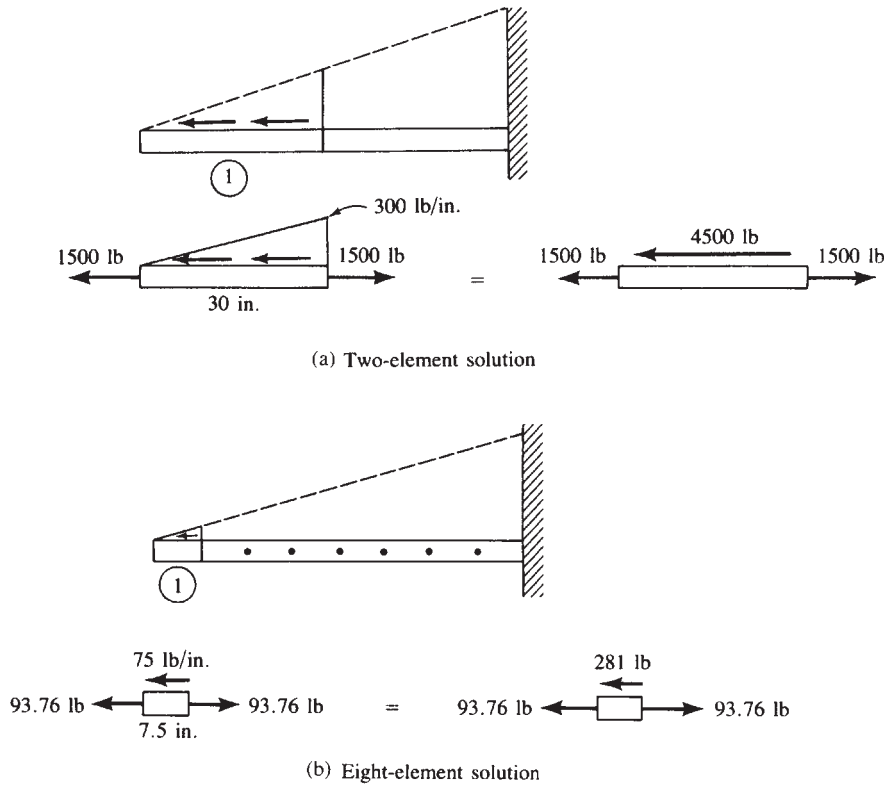 1
300 lb/in.
1500 lb 1500 lb = 1500 lb 4500 lb 1500 lb
30 in.
(a) Two-element solution
1
75 lb/in. 281 lb
93.76 lb 93.76 lb = 93.76 lb 93.76 lb
7.5 in.
(b) Eight-element solution